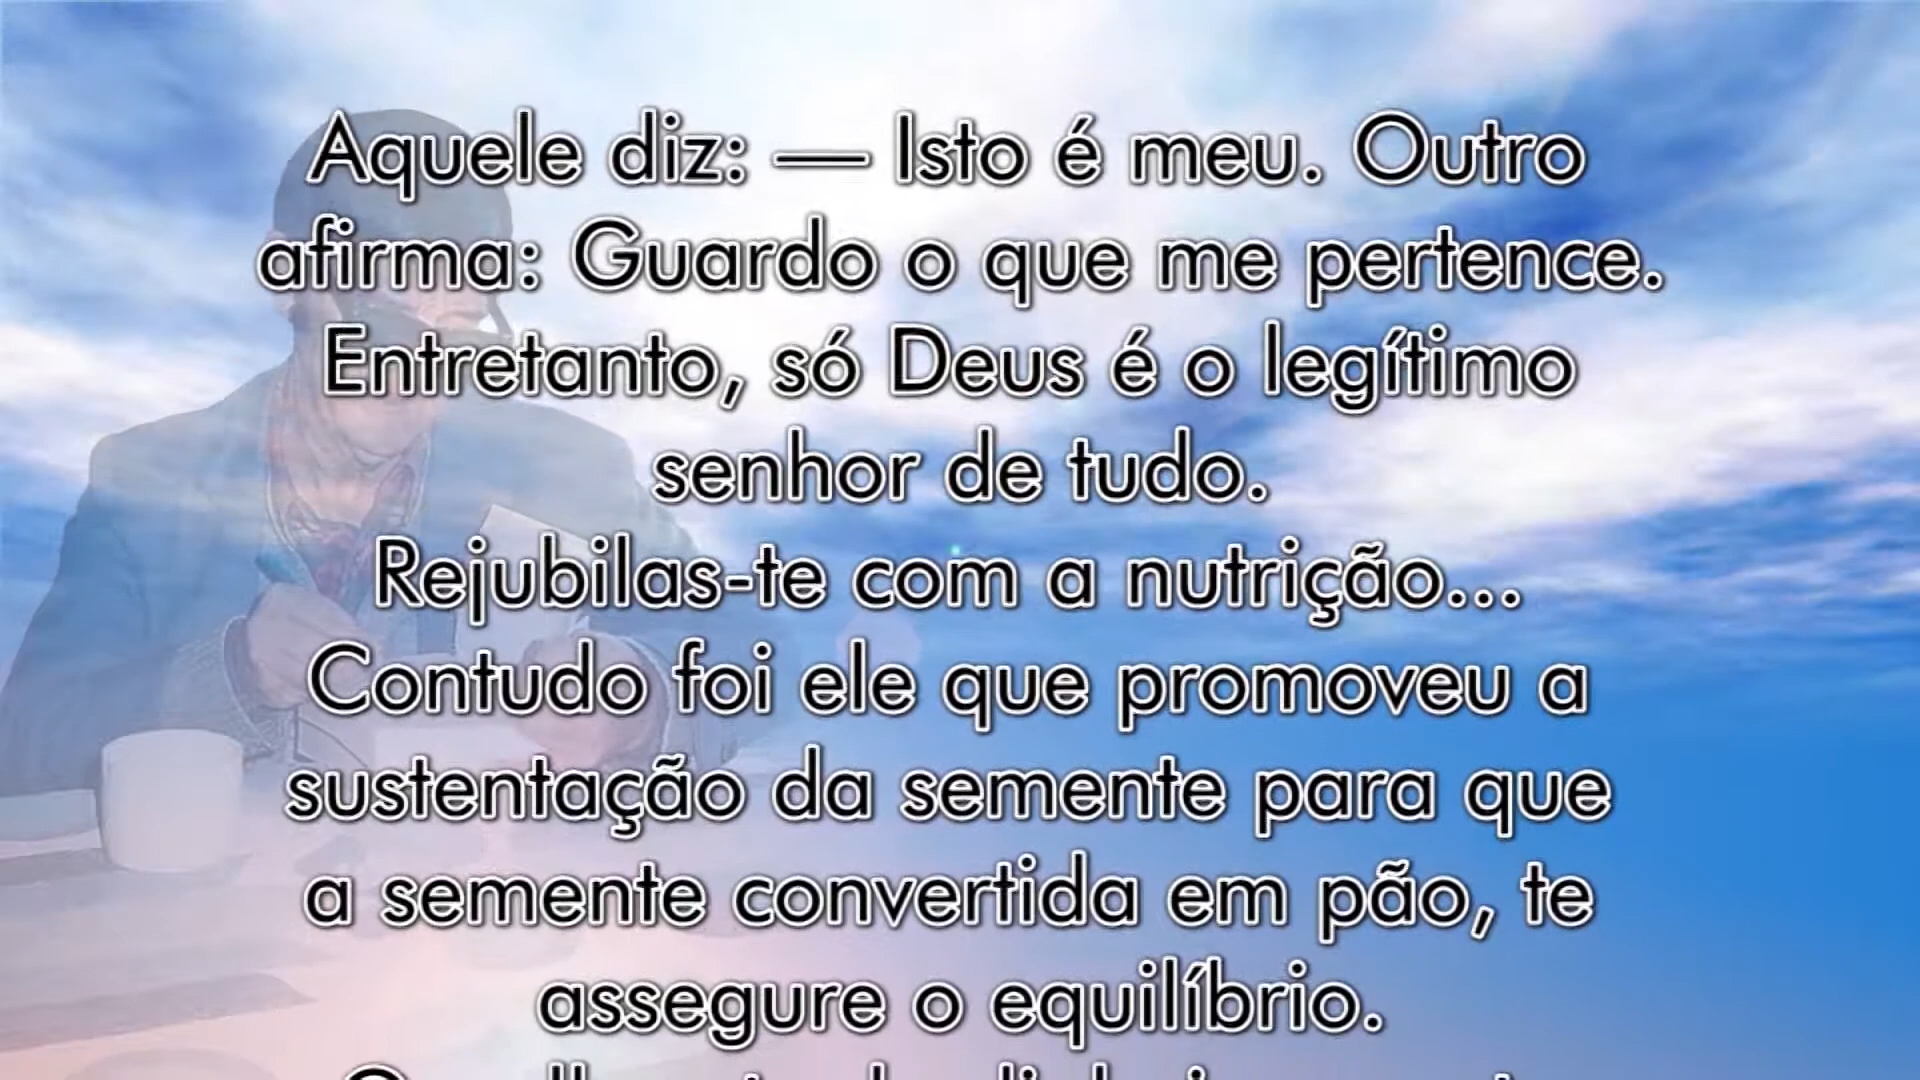 Aquele diz: — Isto é meu. Outro
afirma: Guardo o que me pertence.
Entretanto, só Deus é o legítimo
senhor de tudo.
Rejubilas-te com a nutrição...
Contudo foi ele que promoveu a
sustentação da semente para que
a semente convertida em pão, te
assegure o equilíbrio.